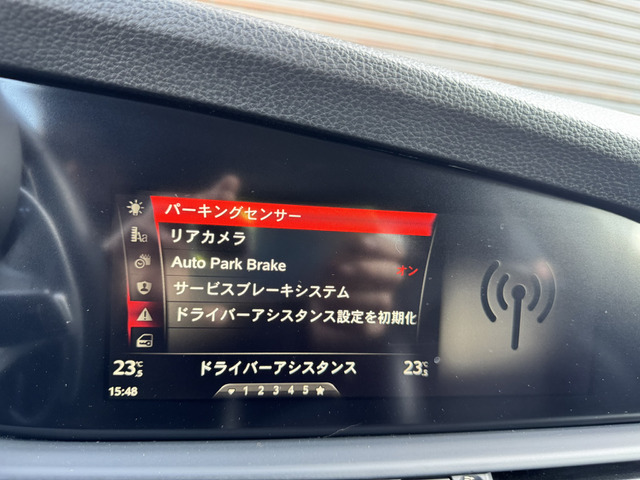 パーキングセンサー
リアカメラ
Auto Park Brake オン
サービスブレーキシステム
ドライバーアシスタンス設定を初期化
23.5°C ドライバーアシスタンス 23.5°C
15:48 ♥ 1 2 3 4 5 ★